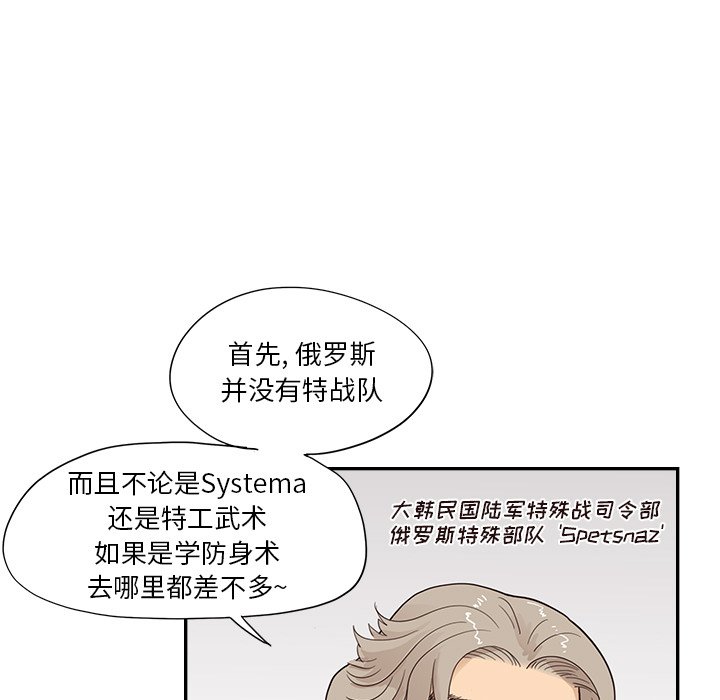 首先, 俄罗斯
并没有特战队
而且不论是Systema
还是特工武术
如果是学防身术
去哪里都差不多~
大韩民国陆军特殊战司令部
俄罗斯特殊部队 'Spetsnaz'